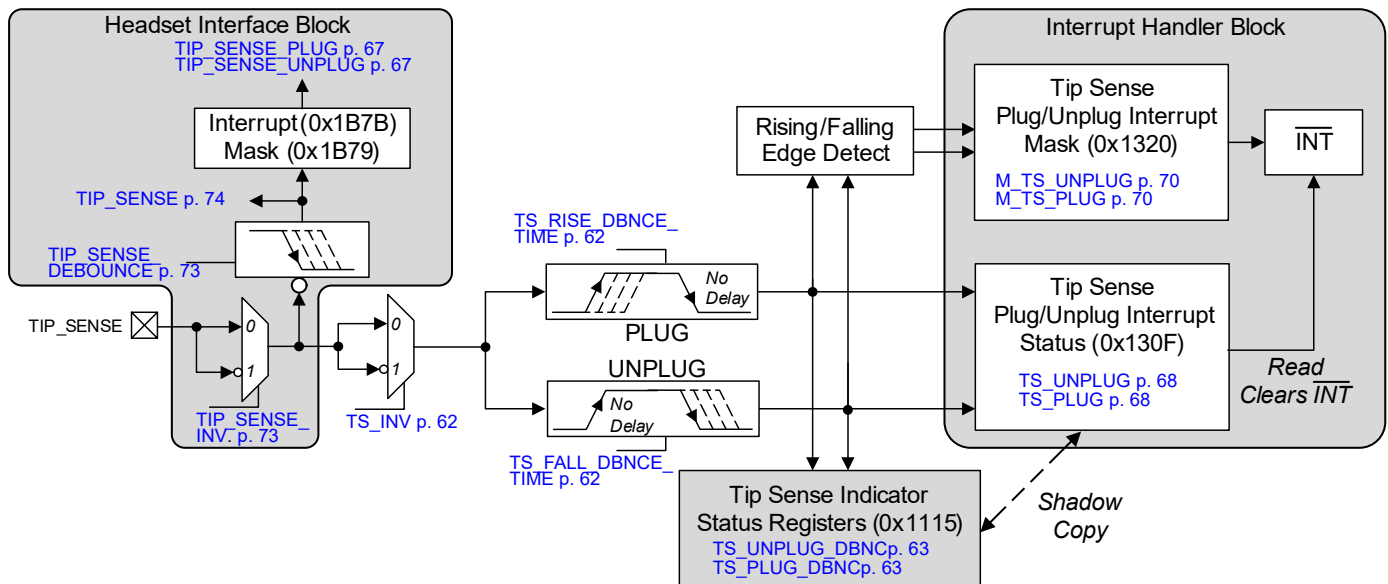 Headset Interface Block
TIP_SENSE_PLUG p. 67
TIP_SENSE_UNPLUG p. 67
Interrupt (0x1B7B)
Mask (0x1B79)
TIP_SENSE p. 74
TIP_SENSE_
DEBOUNCE p. 73
TIP_SENSE
0
1
TIP_SENSE_
INV. p. 73
0
1
TS_INV p. 62
TS_RISE_DBNCE_
TIME p. 62
No
Delay
PLUG
UNPLUG
No
Delay
TS_FALL_DBNCE_
TIME p. 62
Rising/Falling
Edge Detect
Interrupt Handler Block
Tip Sense
Plug/Unplug Interrupt
Mask (0x1320)
M_TS_UNPLUG p. 70
M_TS_PLUG p. 70
INT
Tip Sense
Plug/Unplug Interrupt
Status (0x130F)
TS_UNPLUG p. 68
TS_PLUG p. 68
Read
Clears INT
Tip Sense Indicator
Status Registers (0x1115)
TS_UNPLUG_DBNCp. 63
TS_PLUG_DBNCp. 63
Shadow
Copy